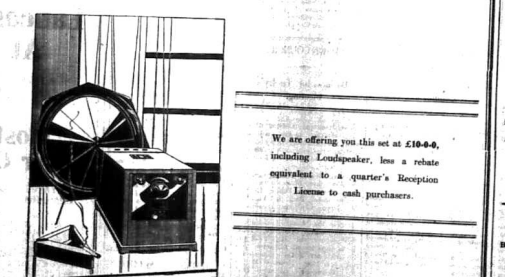 We are offering you this set at £10-0-0,
including Loudspeaker, less a rebate
equivalent to a quarter's Reception
License to cash purchasers.